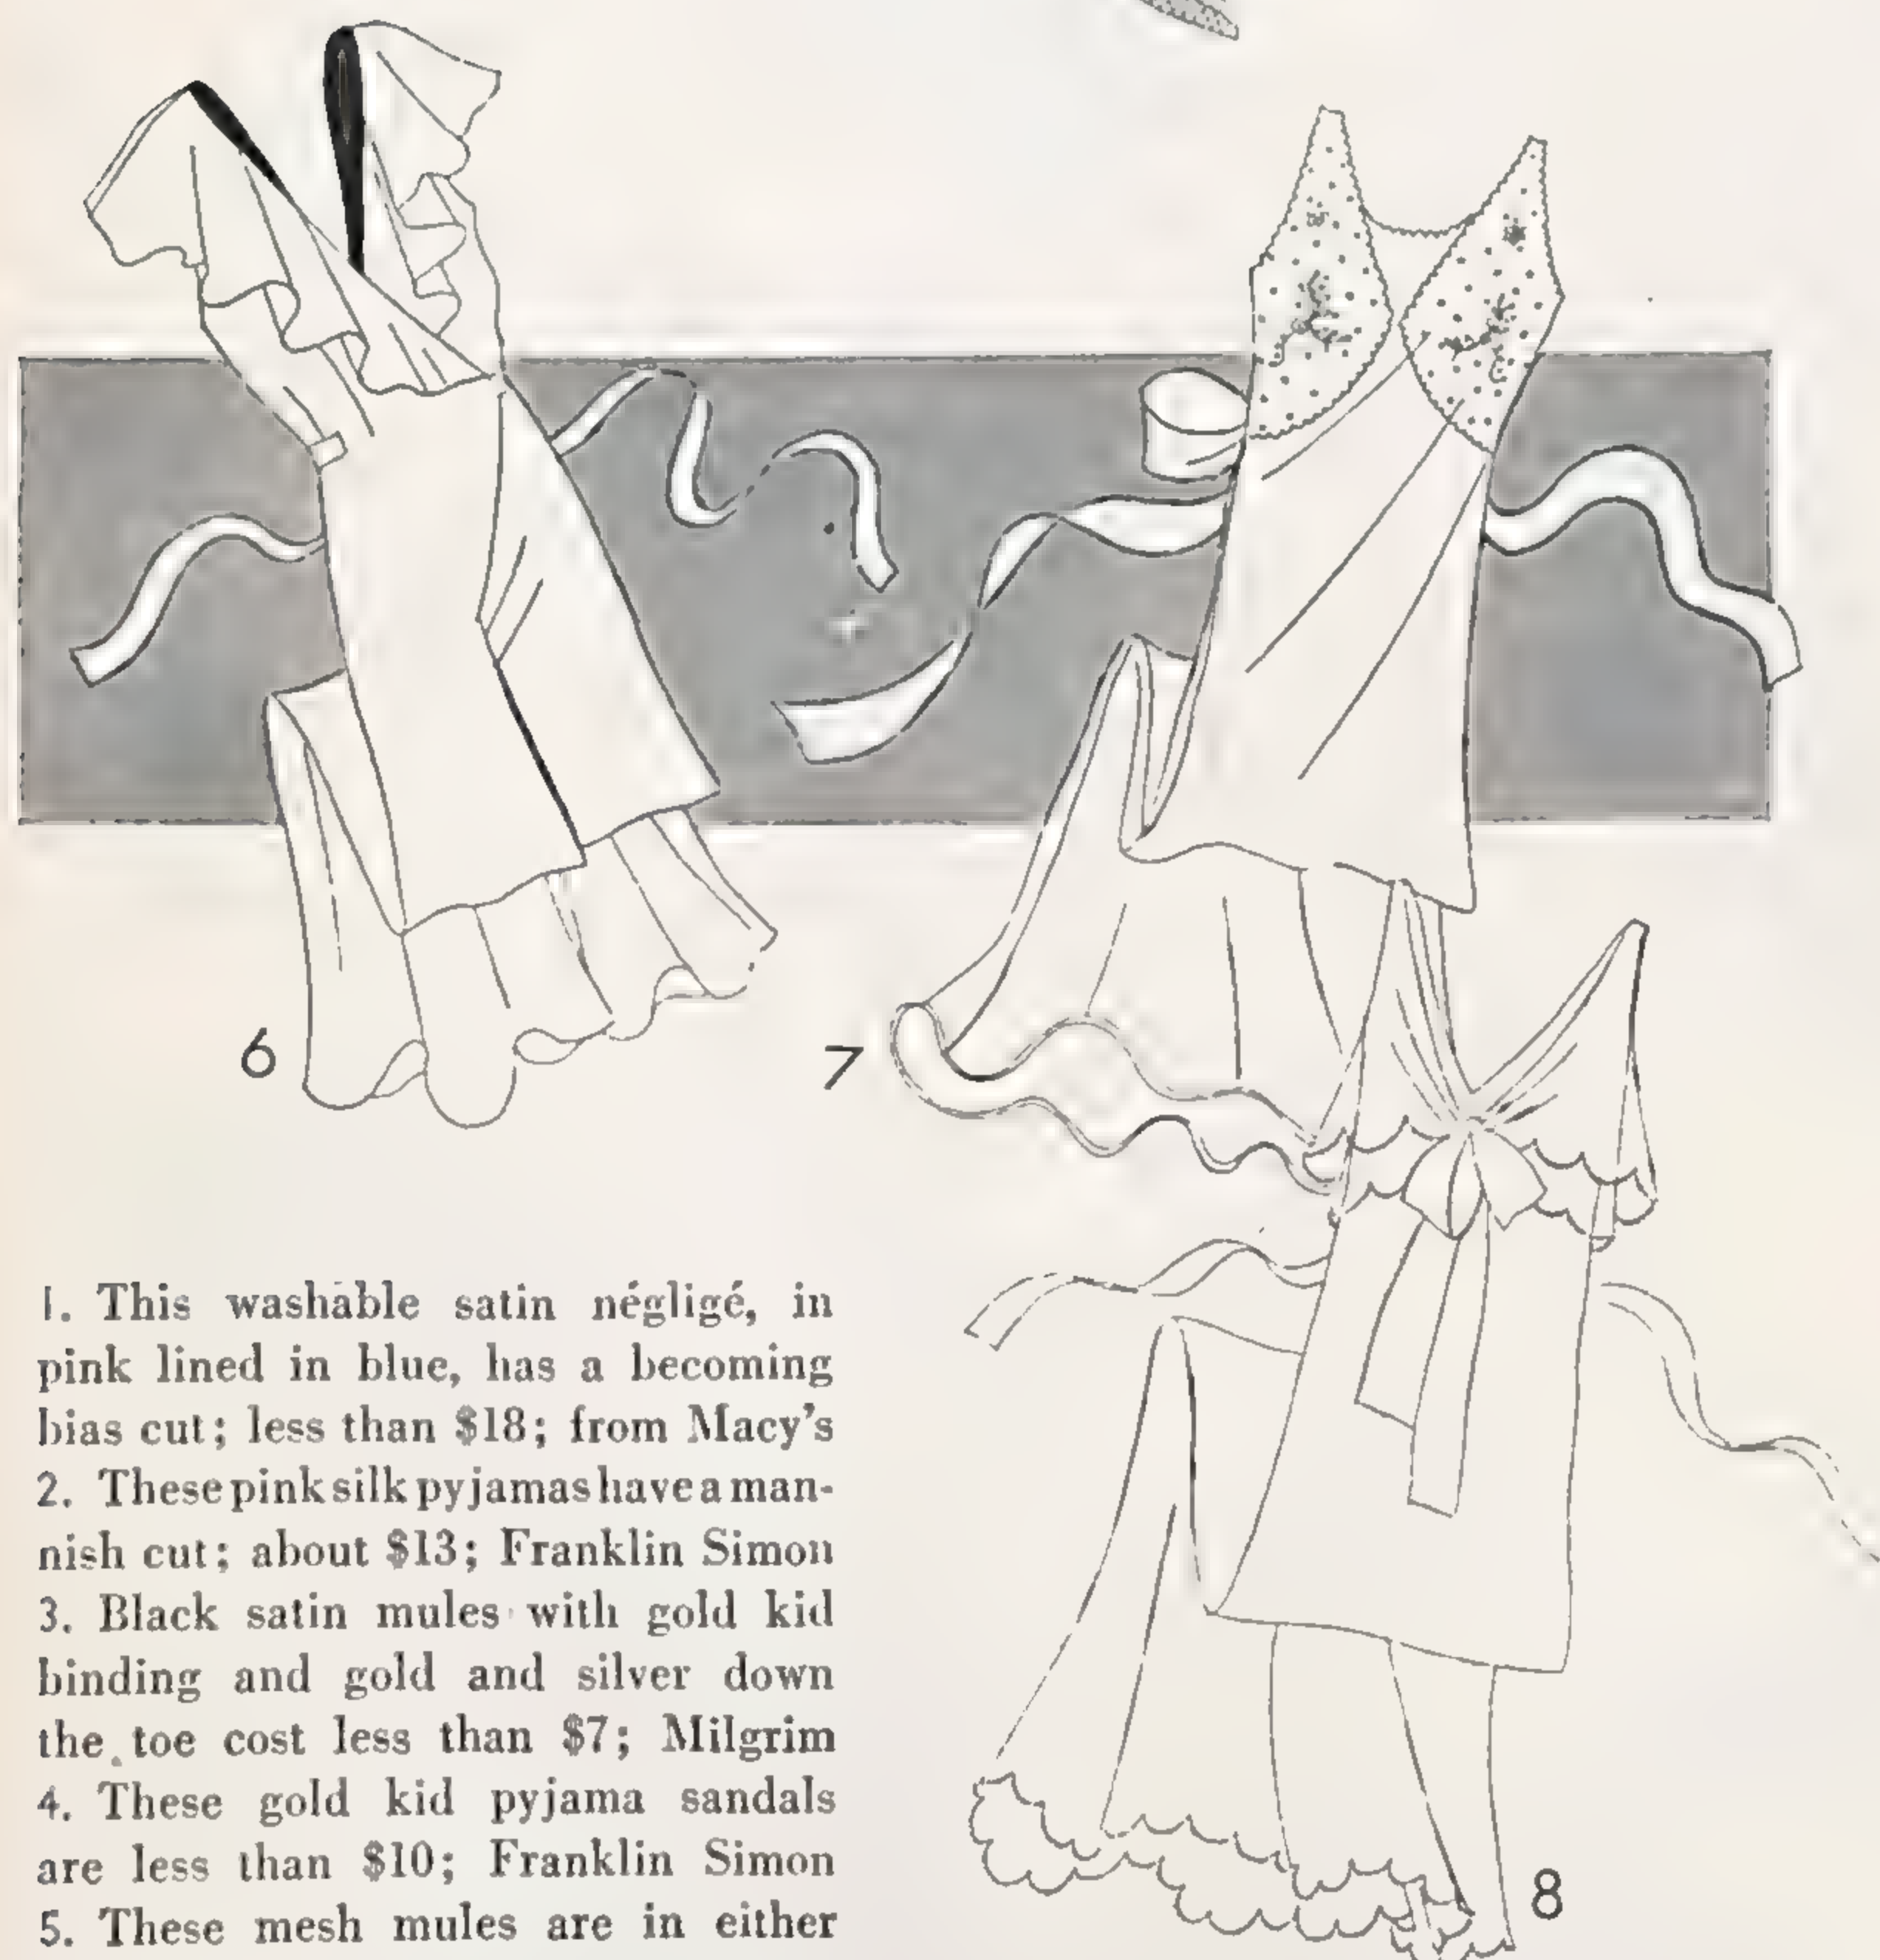 6
7
1. This washable satin négligé, in
pink lined in blue, has a becoming
bias cut; less than $18; from Macy's
2. These pink silk pyjamas have a man-
nish cut; about $13; Franklin Simon
3. Black satin mules with gold kid
binding and gold and silver down
the toe cost less than $7; Milgrim
4. These gold kid pyjama sandals
are less than $10; Franklin Simon
5. These mesh mules are in either
8